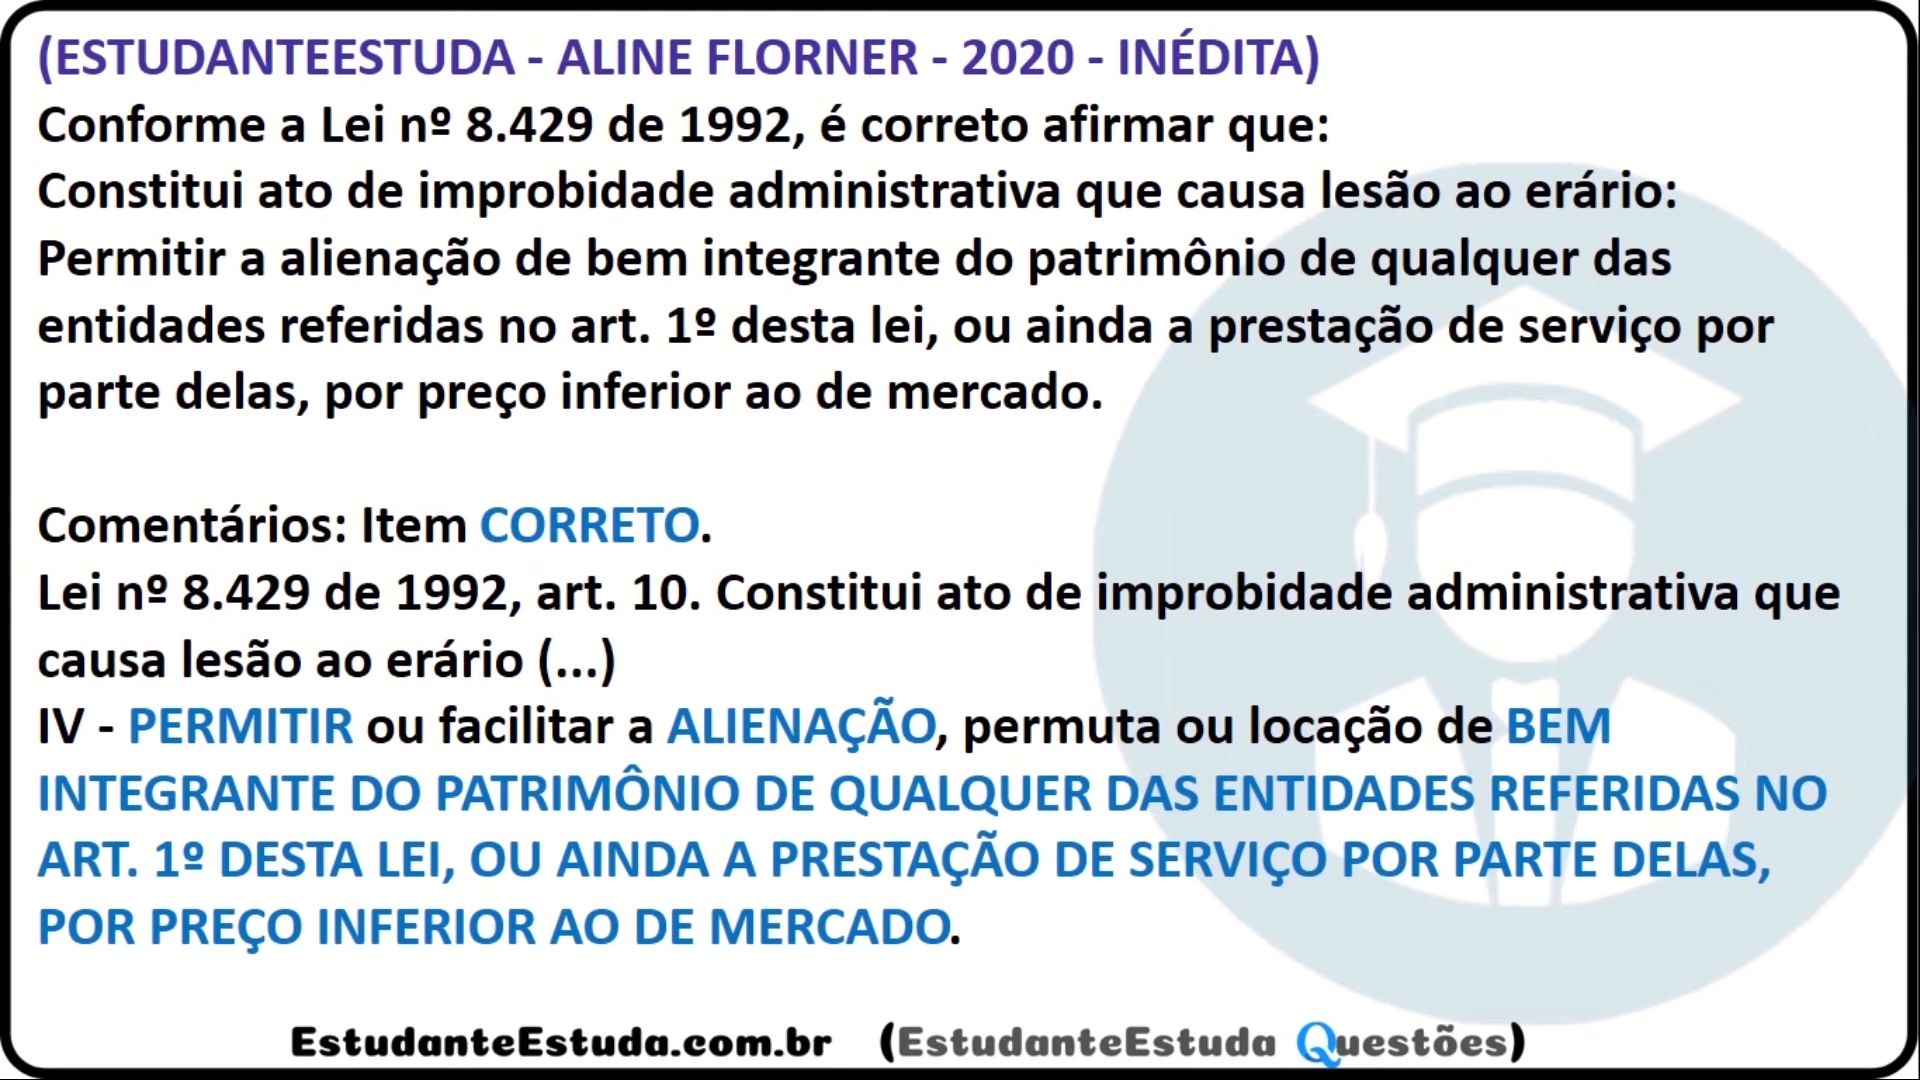 (ESTUDANTEESTUDA - ALINE FLORNER - 2020 - INÉDITA)
Conforme a Lei nº 8.429 de 1992, é correto afirmar que:
Constitui ato de improbidade administrativa que causa lesão ao erário:
Permitir a alienação de bem integrante do patrimônio de qualquer das
entidades referidas no art. 1º desta lei, ou ainda a prestação de serviço por
parte delas, por preço inferior ao de mercado.
Comentários: Item CORRETO.
Lei nº 8.429 de 1992, art. 10. Constitui ato de improbidade administrativa que
causa lesão ao erário (...)
IV - PERMITIR ou facilitar a ALIENAÇÃO, permuta ou locação de BEM
INTEGRANTE DO PATRIMÔNIO DE QUALQUER DAS ENTIDADES REFERIDAS NO
ART. 1º DESTA LEI, OU AINDA A PRESTAÇÃO DE SERVIÇO POR PARTE DELAS,
POR PREÇO INFERIOR AO DE MERCADO.
EstudanteEstuda.com.br (EstudanteEstuda Questões)